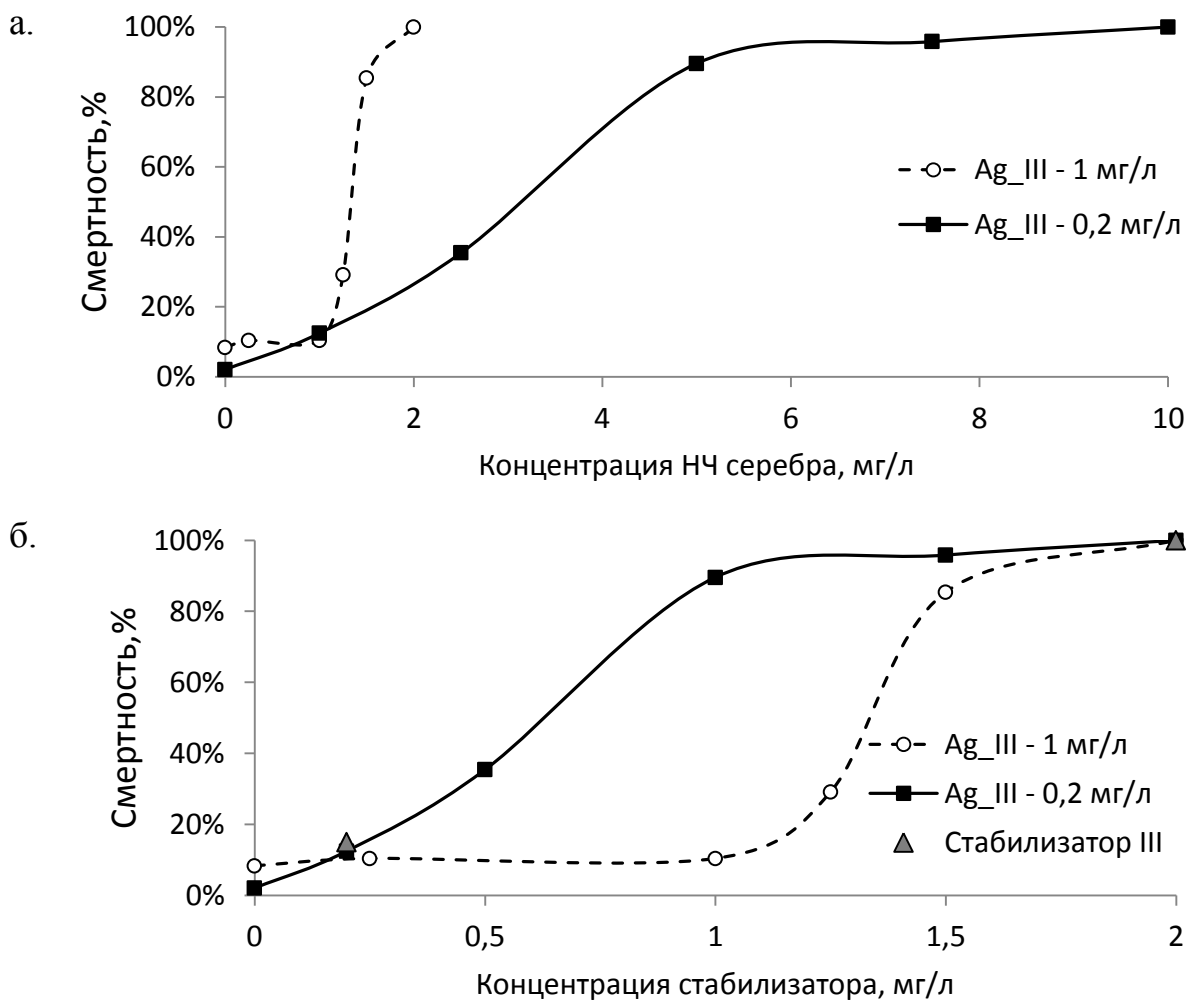 а.
Смертность,%
100%
80%
60%
40%
20%
0%
0
2
4
6
8
10
Концентрация НЧ серебра, мг/л
Ag_III - 1 мг/л
Ag_III - 0,2 мг/л
б.
Смертность,%
100%
80%
60%
40%
20%
0%
0
0,5
1
1,5
2
Концентрация стабилизатора, мг/л
Ag_III - 1 мг/л
Ag_III - 0,2 мг/л
Стабилизатор III